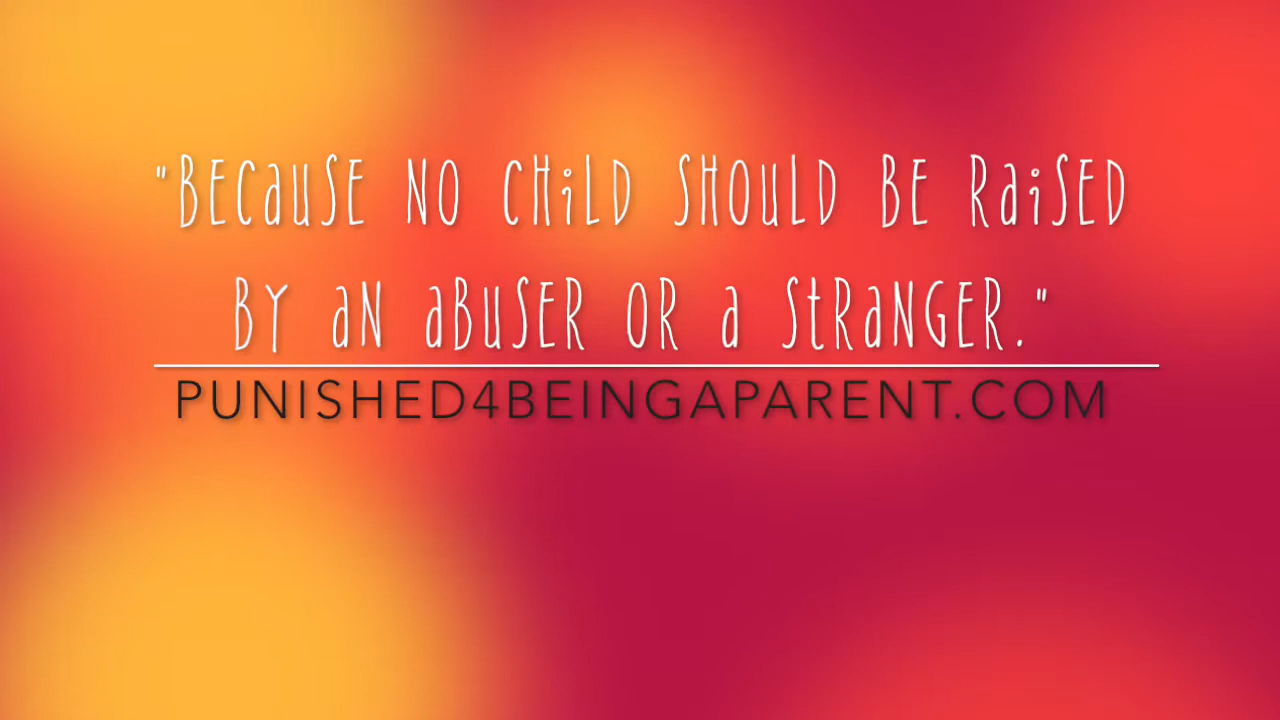 "BECaUSE NO CHiLD SHOULD BE RaiSED
BY aN aBUSER OR a STRaNGER."
PUNISHED4BEINGAPARENT.COM